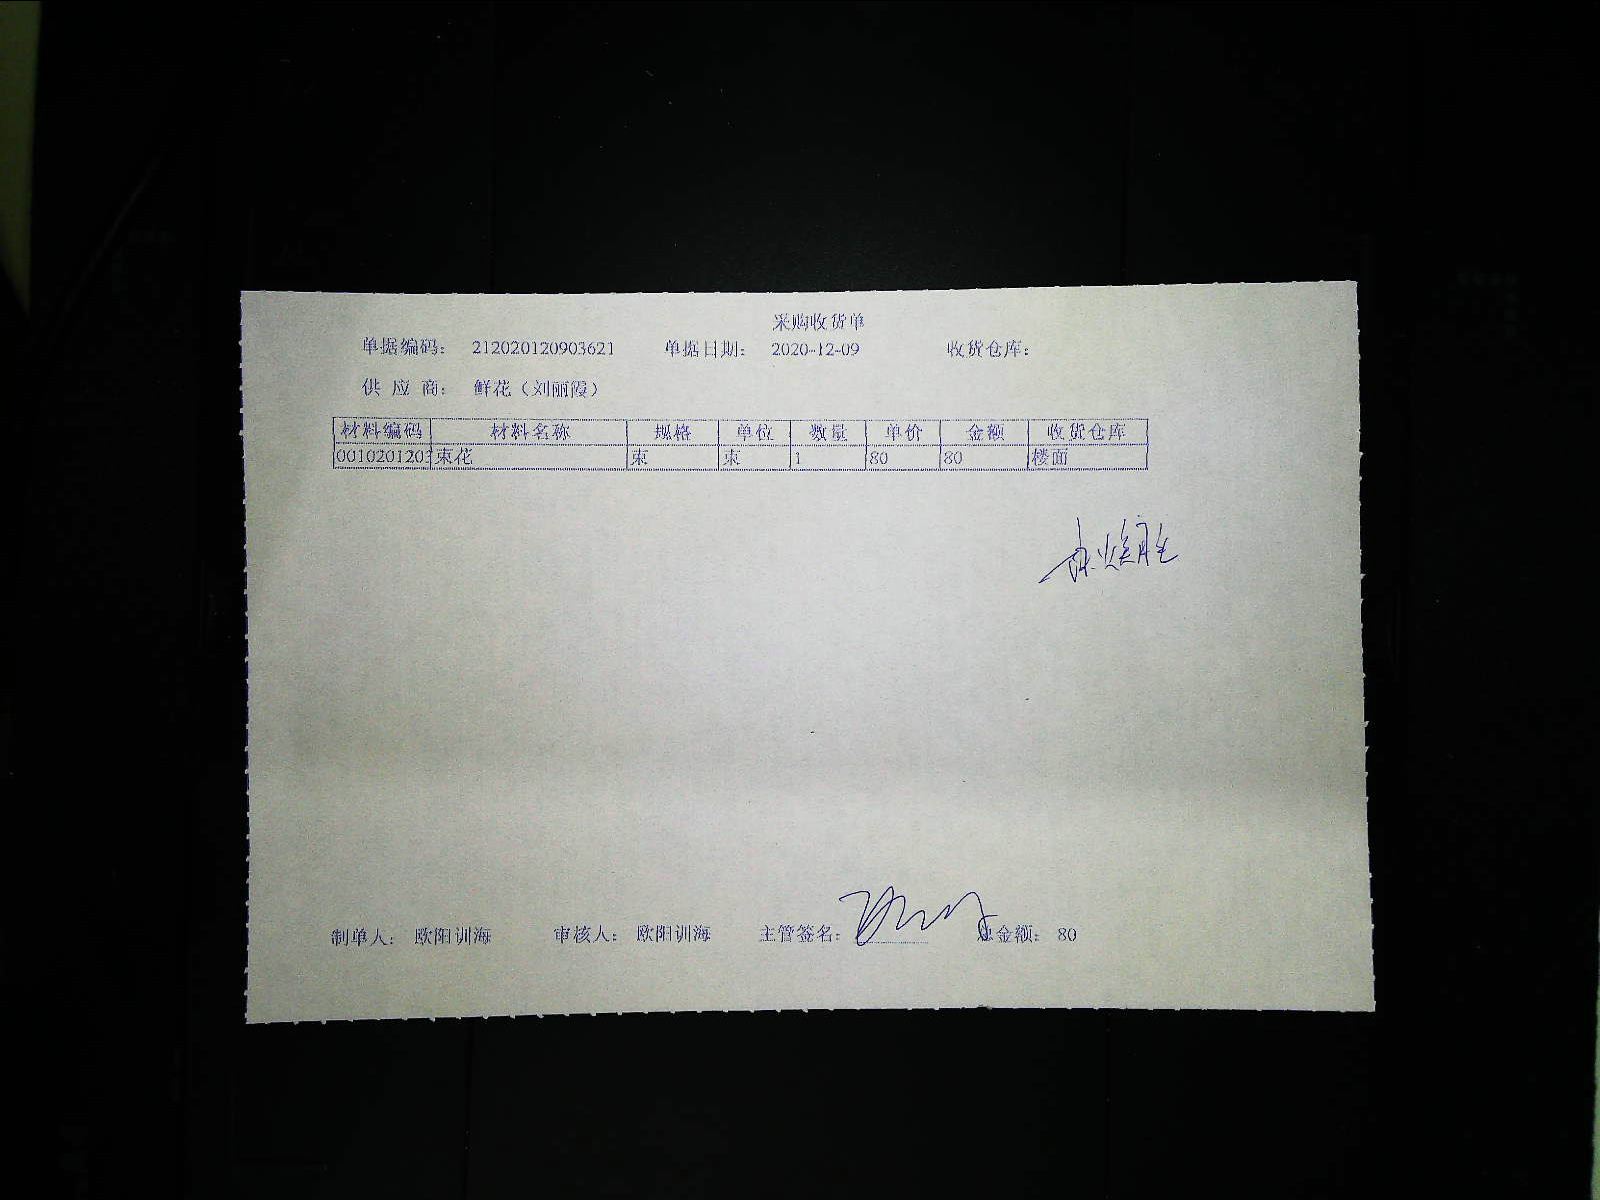 采购收货单
单据编码： 212020120903621 单据日期： 2020-12-09 收货仓库：
供 应 商： 鲜花（刘丽霞）
材料编码 材料名称 规格 单位 数量 单价 金额 收货仓库
0010201203 束花 束 束 1 80 80 楼面
制单人： 欧阳训海 审核人： 欧阳训海 主管签名： 总金额： 80